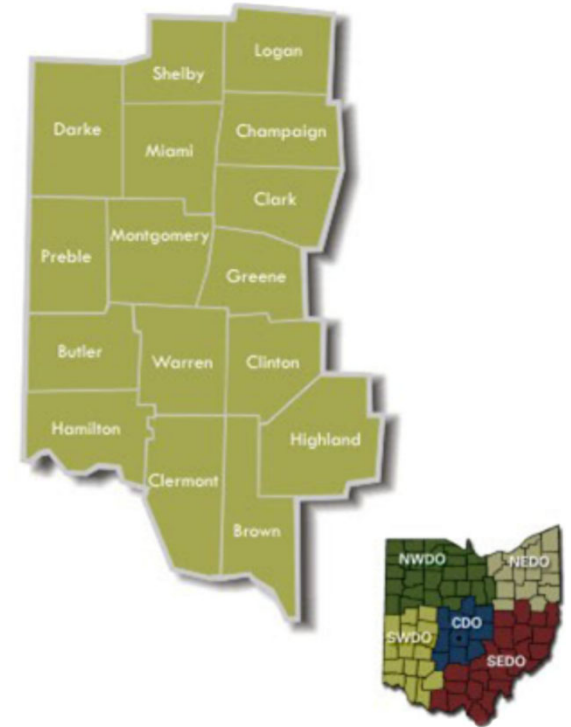 Logan
Shelby
Darke
Champaign
Miami
Clark
Montgomery
Preble
Greene
Butler
Warren
Clinton
Hamilton
Highland
Clermont
Brown
NWDO
NEDO
CDO
SWDO
SEDO